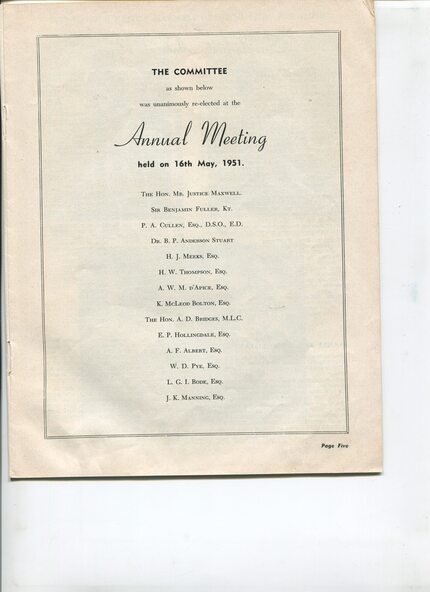 THE COMMITTEE
as shown below
was unanimously re-elected at the
Annual Meeting
held on 16th May, 1951.
The Hon. Mr. Justice Maxwell.
Sir Benjamin Fuller, Kt.
P. A. Cullen, Esq., D.S.O., E.D.
Dr. B. P. Anderson Stuart
H. J. Meeks, Esq.
H. W. Thompson, Esq.
A. W. M. d'Apice, Esq.
K. McLeod Bolton, Esq.
The Hon. A. D. Bridges, M.L.C.
E. P. Hollingdale, Esq.
A. F. Albert, Esq.
W. D. Pye, Esq.
L. G. I. Bode, Esq.
J. K. Manning, Esq.
Page Five